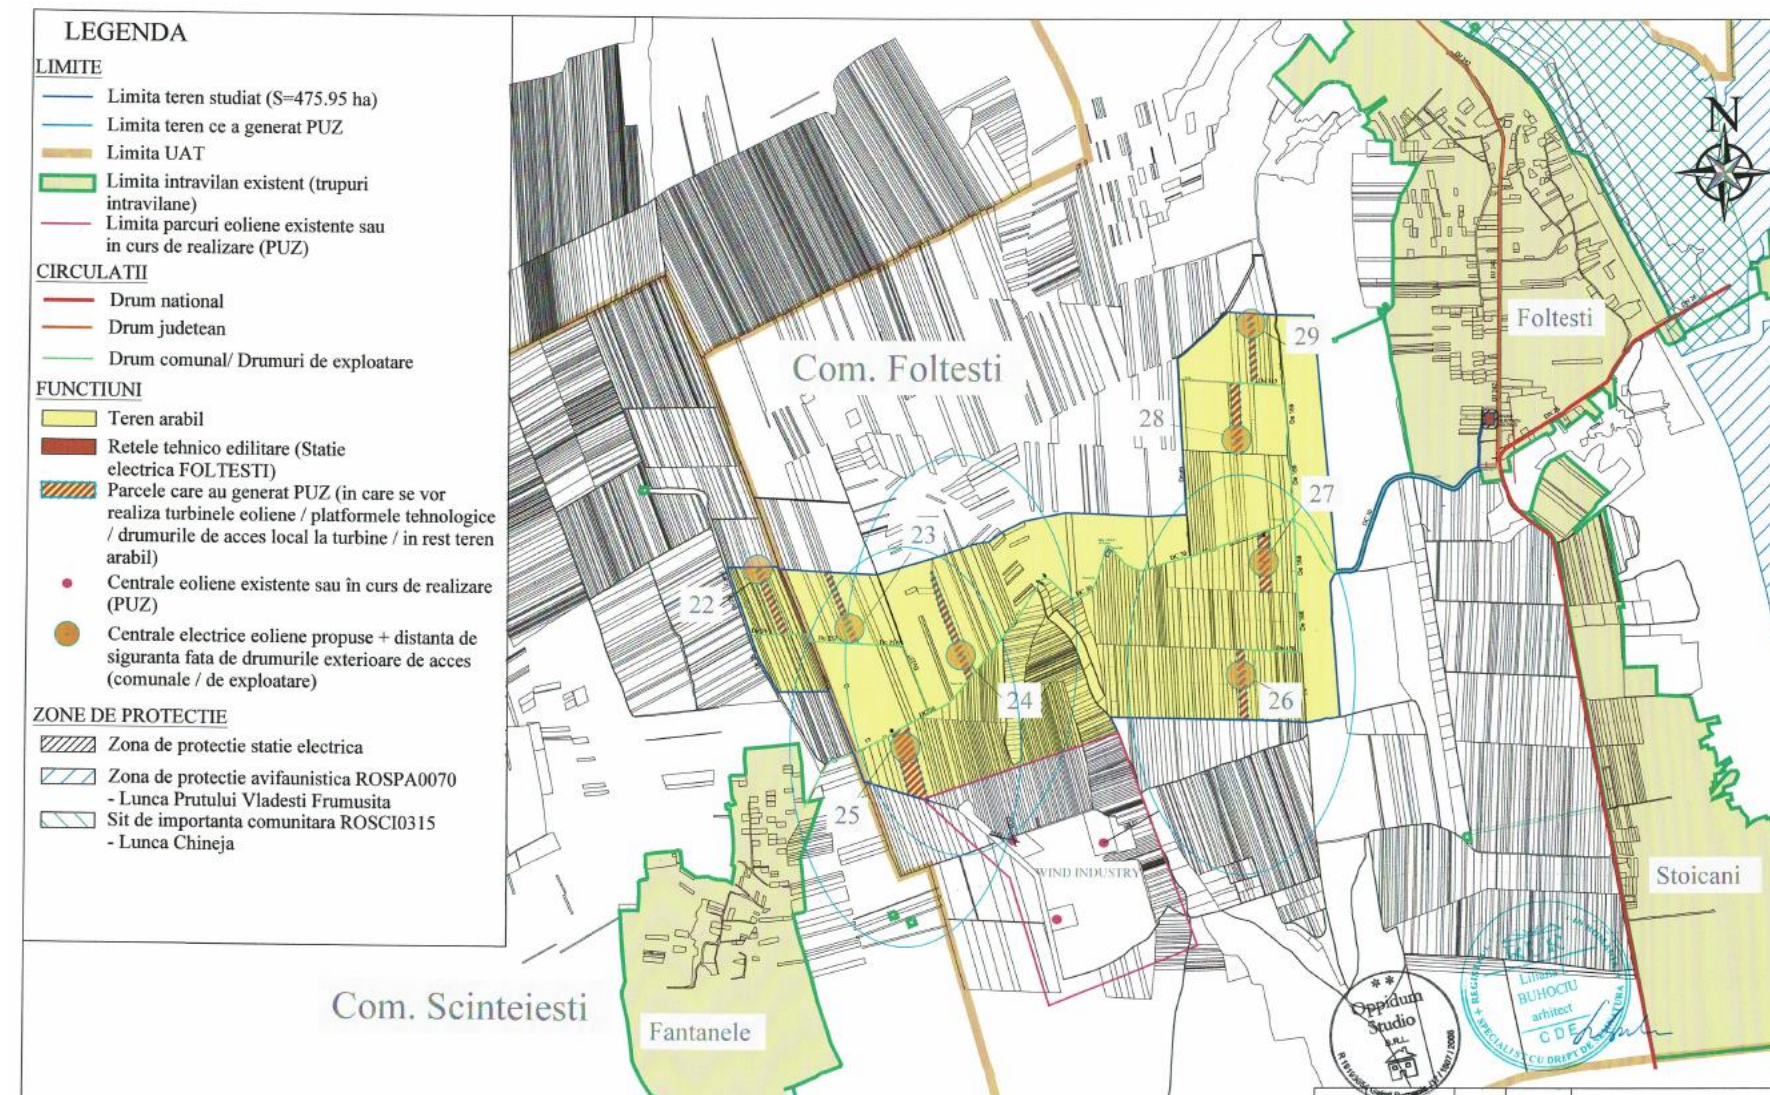 LEGENDA
LIMITE
Limita teren studiat (S=475.95 ha)
Limita teren ce a generat PUZ
Limita UAT
Limita intravilan existent (trupuri
intravilane)
Limita parcuri eoliene existente sau
in curs de realizare (PUZ)
CIRCULATII
Drum national
Drum judetean
Drum comunal/ Drumuri de exploatare
FUNCTIUNI
Teren arabil
Retele tehnico edilitare (Statie
electrica FOLTESTI)
Parcele care au generat PUZ (in care se vor
realiza turbinele eoliene / platformele tehnologice
/ drumurile de acces local la turbine / in rest teren
arabil)
Centrale eoliene existente sau în curs de realizare
(PUZ)
Centrale electrice eoliene propuse + distanta de
siguranta fata de drumurile exterioare de acces
(comunale / de exploatare)
ZONE DE PROTECTIE
Zona de protectie statie electrica
Zona de protectie avifaunistica ROSPA0070
- Lunca Prutului Vladesti Frumusita
Sit de importanta comunitara ROSCI0315
- Lunca Chineja
N
Foltesti
29
Com. Foltesti
28
27
23
22
24
26
25
WIND INDUSTRY
Stoicani
Com. Scinteiesti
Fantanele
* *
Oppidum
Studio
S.R.L.
Liliana
BUHOCIU
arhitect
C D E
SPECIALIST CU DREPT DE SEMNATURA